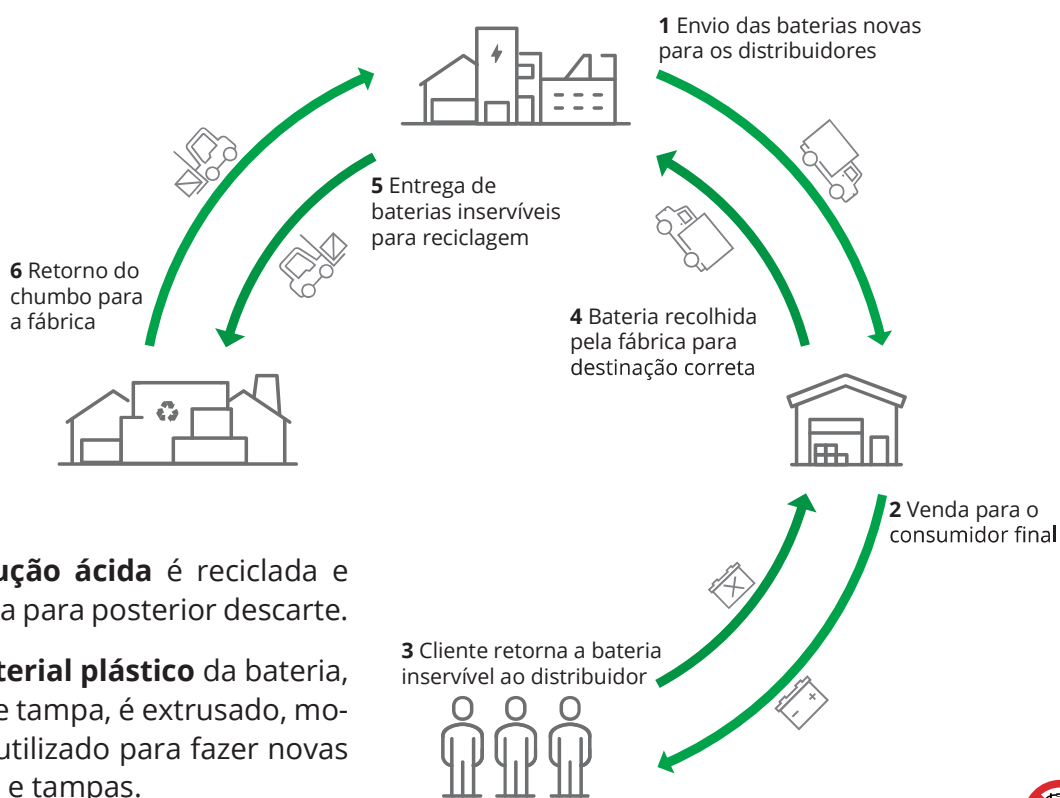 1 Envio das baterias novas
para os distribuidores
5 Entrega de
baterias inservíveis
para reciclagem
6 Retorno do
chumbo para
a fábrica
4 Bateria recolhida
pela fábrica para
destinação correta
2 Venda para o
consumidor final
3 Cliente retorna a bateria
inservível ao distribuidor
ácida é reciclada e
para posterior descarte.
plástico da bateria,
e tampa, é extrusado, mo-
utilizado para fazer novas
e tampas.